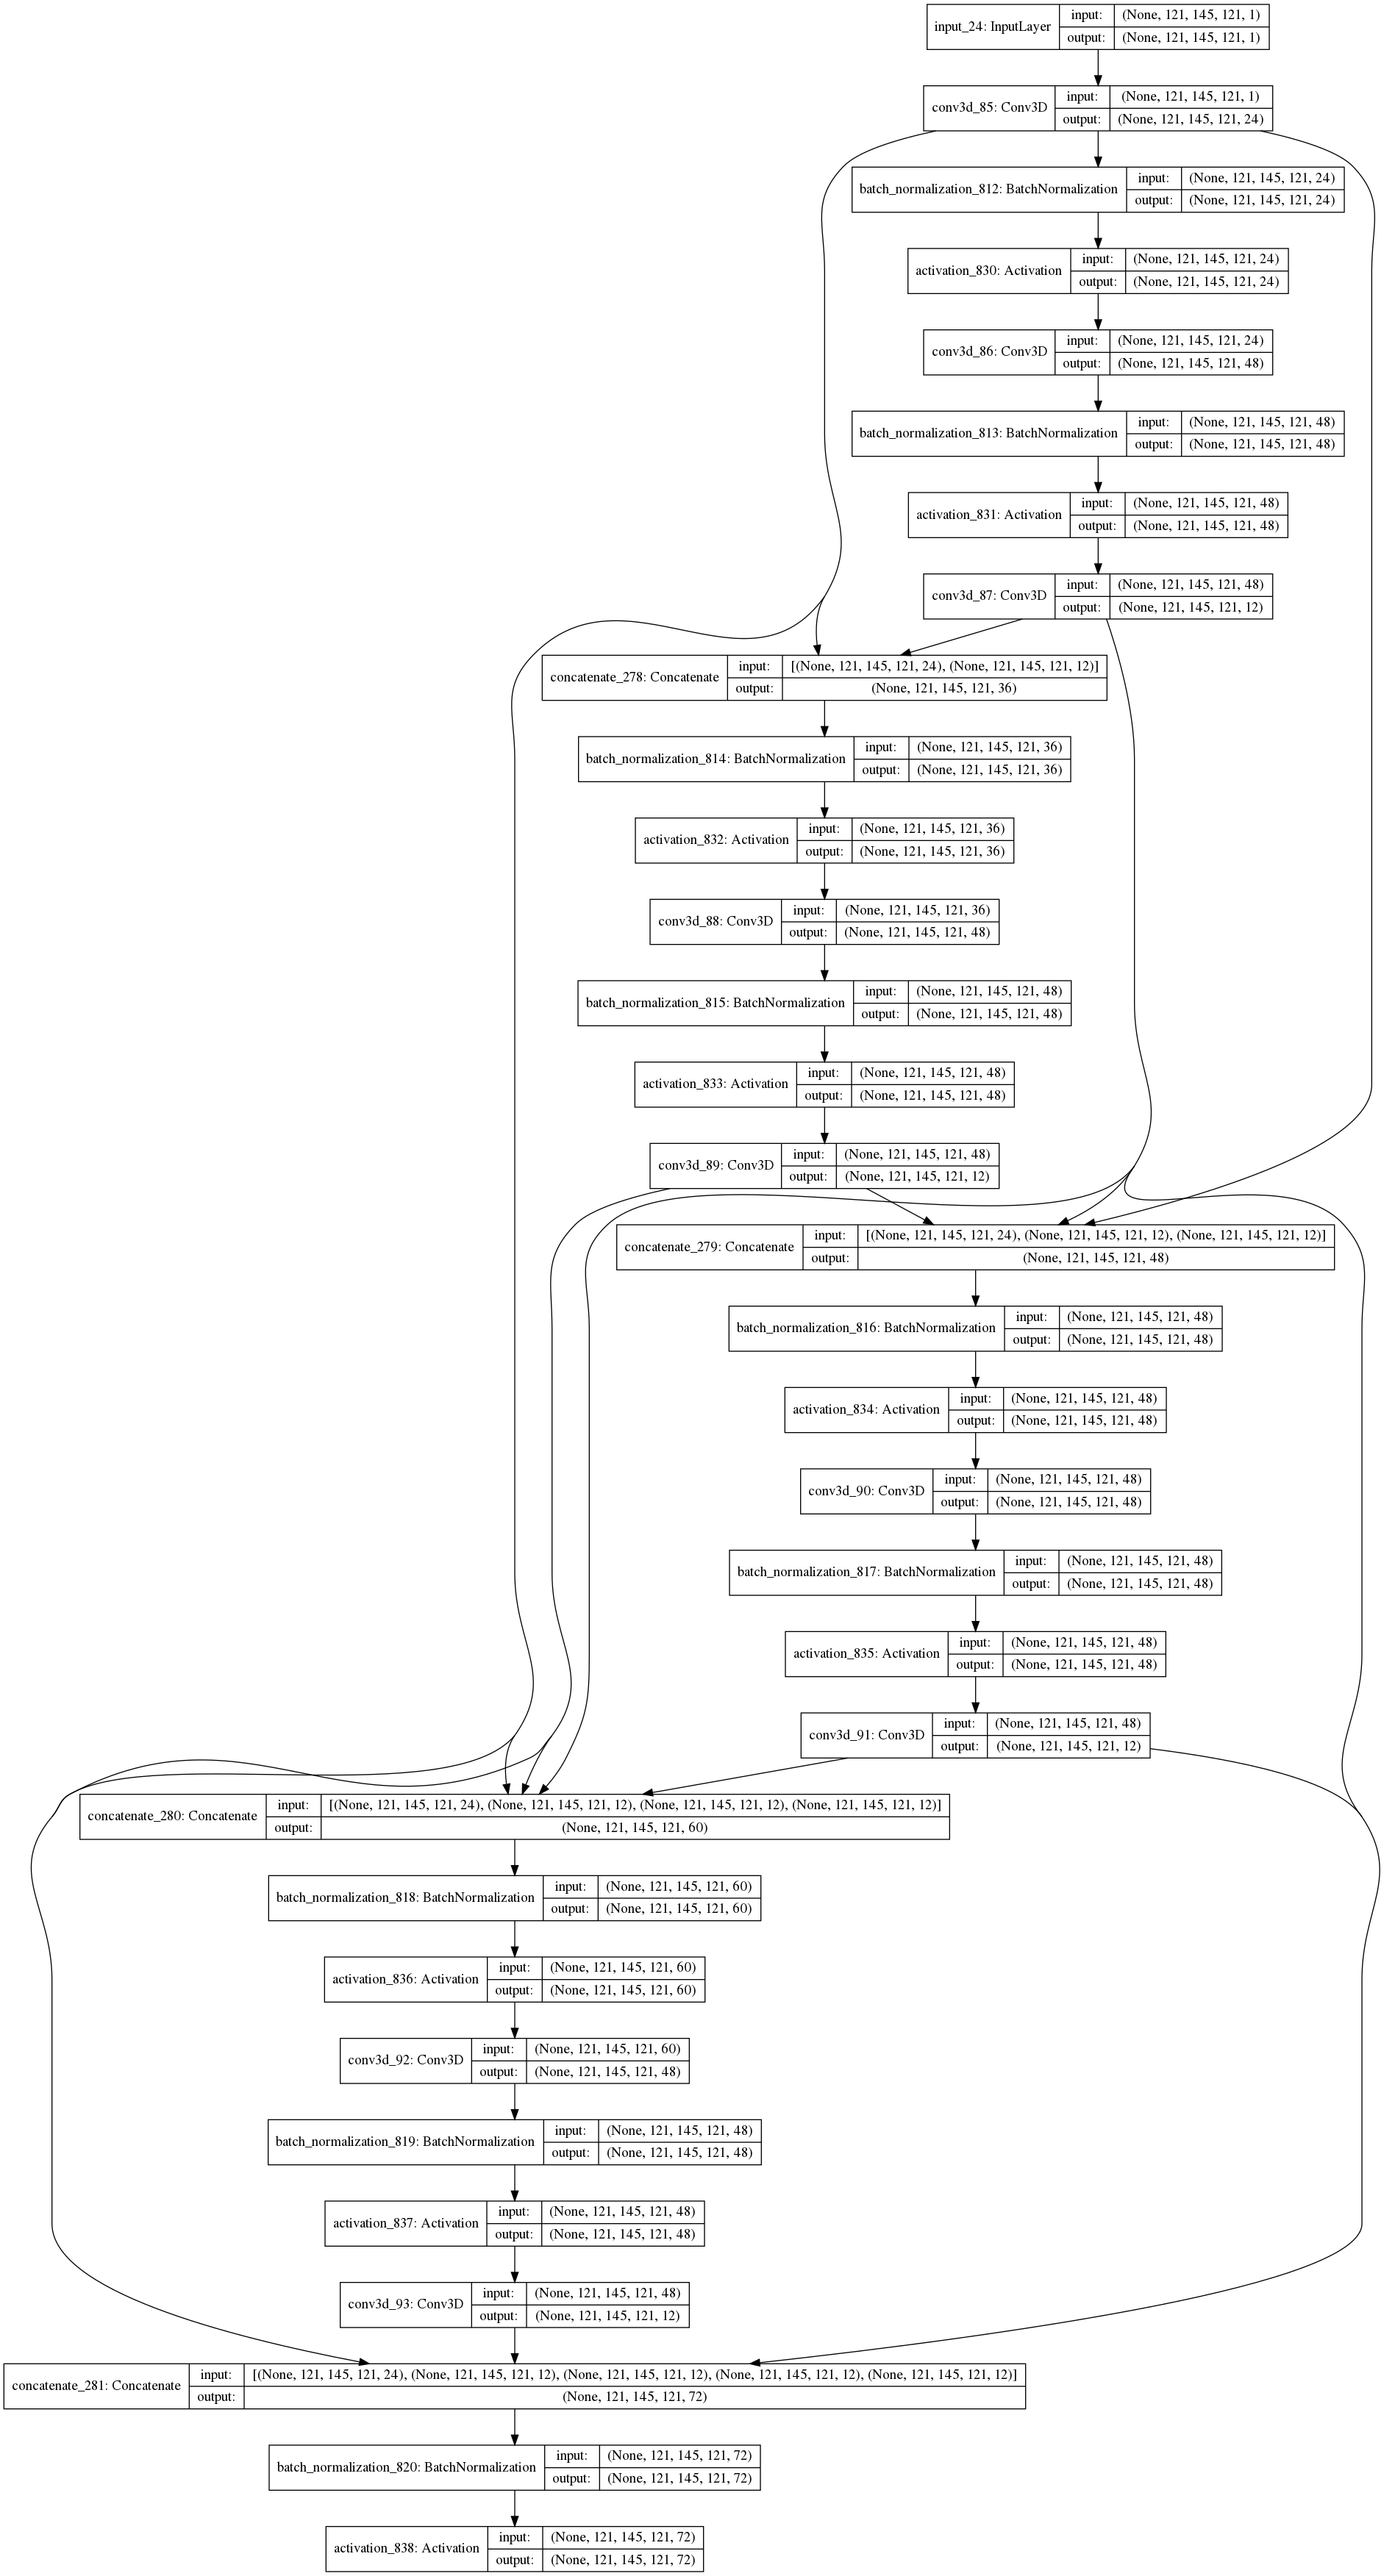 input_24: InputLayer
input: (None, 121, 145, 121, 1)
output: (None, 121, 145, 121, 1)
conv3d_85: Conv3D
input: (None, 121, 145, 121, 1)
output: (None, 121, 145, 121, 24)
batch_normalization_812: BatchNormalization
input: (None, 121, 145, 121, 24)
output: (None, 121, 145, 121, 24)
activation_830: Activation
input: (None, 121, 145, 121, 24)
output: (None, 121, 145, 121, 24)
conv3d_86: Conv3D
input: (None, 121, 145, 121, 24)
output: (None, 121, 145, 121, 48)
batch_normalization_813: BatchNormalization
input: (None, 121, 145, 121, 48)
output: (None, 121, 145, 121, 48)
activation_831: Activation
input: (None, 121, 145, 121, 48)
output: (None, 121, 145, 121, 48)
conv3d_87: Conv3D
input: (None, 121, 145, 121, 48)
output: (None, 121, 145, 121, 12)
concatenate_278: Concatenate
input: [(None, 121, 145, 121, 24), (None, 121, 145, 121, 12)]
output: (None, 121, 145, 121, 36)
batch_normalization_814: BatchNormalization
input: (None, 121, 145, 121, 36)
output: (None, 121, 145, 121, 36)
activation_832: Activation
input: (None, 121, 145, 121, 36)
output: (None, 121, 145, 121, 36)
conv3d_88: Conv3D
input: (None, 121, 145, 121, 36)
output: (None, 121, 145, 121, 48)
batch_normalization_815: BatchNormalization
input: (None, 121, 145, 121, 48)
output: (None, 121, 145, 121, 48)
activation_833: Activation
input: (None, 121, 145, 121, 48)
output: (None, 121, 145, 121, 48)
conv3d_89: Conv3D
input: (None, 121, 145, 121, 48)
output: (None, 121, 145, 121, 12)
concatenate_279: Concatenate
input: [(None, 121, 145, 121, 24), (None, 121, 145, 121, 12), (None, 121, 145, 121, 12)]
output: (None, 121, 145, 121, 48)
batch_normalization_816: BatchNormalization
input: (None, 121, 145, 121, 48)
output: (None, 121, 145, 121, 48)
activation_834: Activation
input: (None, 121, 145, 121, 48)
output: (None, 121, 145, 121, 48)
conv3d_90: Conv3D
input: (None, 121, 145, 121, 48)
output: (None, 121, 145, 121, 48)
batch_normalization_817: BatchNormalization
input: (None, 121, 145, 121, 48)
output: (None, 121, 145, 121, 48)
activation_835: Activation
input: (None, 121, 145, 121, 48)
output: (None, 121, 145, 121, 48)
conv3d_91: Conv3D
input: (None, 121, 145, 121, 48)
output: (None, 121, 145, 121, 12)
concatenate_280: Concatenate
input: [(None, 121, 145, 121, 24), (None, 121, 145, 121, 12), (None, 121, 145, 121, 12), (None, 121, 145, 121, 12)]
output: (None, 121, 145, 121, 60)
batch_normalization_818: BatchNormalization
input: (None, 121, 145, 121, 60)
output: (None, 121, 145, 121, 60)
activation_836: Activation
input: (None, 121, 145, 121, 60)
output: (None, 121, 145, 121, 60)
conv3d_92: Conv3D
input: (None, 121, 145, 121, 60)
output: (None, 121, 145, 121, 48)
batch_normalization_819: BatchNormalization
input: (None, 121, 145, 121, 48)
output: (None, 121, 145, 121, 48)
activation_837: Activation
input: (None, 121, 145, 121, 48)
output: (None, 121, 145, 121, 48)
conv3d_93: Conv3D
input: (None, 121, 145, 121, 48)
output: (None, 121, 145, 121, 12)
concatenate_281: Concatenate
input: [(None, 121, 145, 121, 24), (None, 121, 145, 121, 12), (None, 121, 145, 121, 12), (None, 121, 145, 121, 12), (None, 121, 145, 121, 12)]
output: (None, 121, 145, 121, 72)
batch_normalization_820: BatchNormalization
input: (None, 121, 145, 121, 72)
output: (None, 121, 145, 121, 72)
activation_838: Activation
input: (None, 121, 145, 121, 72)
output: (None, 121, 145, 121, 72)